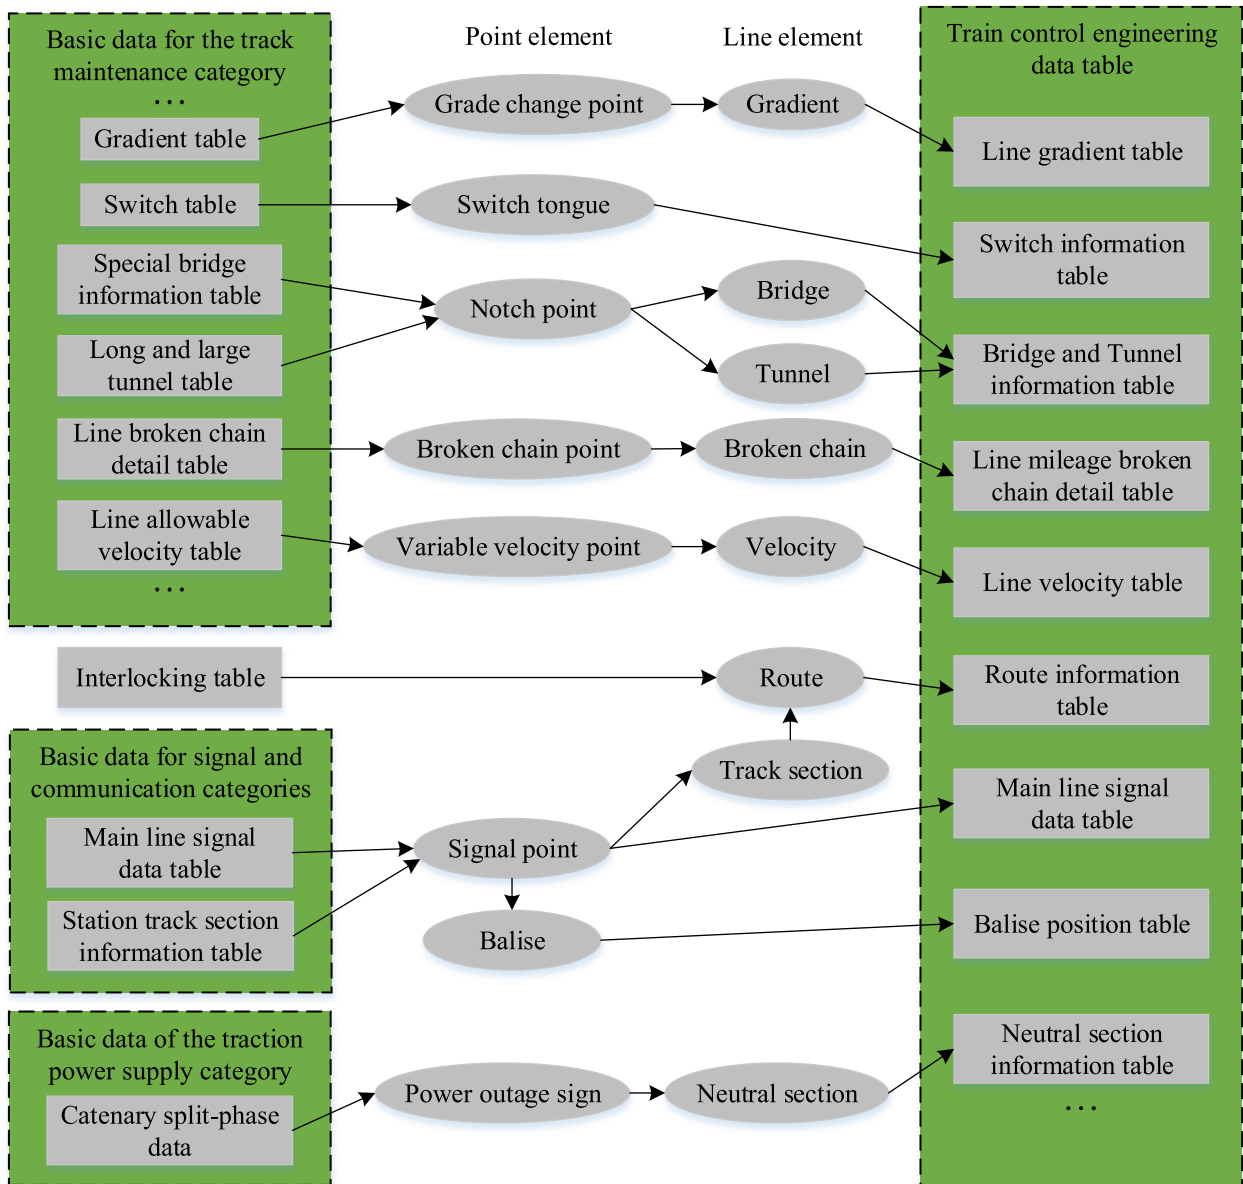 Basic data for the track
maintenance category
...
Gradient table
Switch table
Special bridge
information table
Long and large
tunnel table
Line broken chain
detail table
Line allowable
velocity table
...
Interlocking table
Basic data for signal and
communication categories
Main line signal
data table
Station track section
information table
Basic data of the traction
power supply category
Catenary split-phase
data
Point element
Grade change point
Switch tongue
Notch point
Broken chain point
Variable velocity point
Signal point
Balise
Power outage sign
Line element
Gradient
Bridge
Tunnel
Broken chain
Velocity
Route
Track section
Neutral section
Train control engineering
data table
Line gradient table
Switch information
table
Bridge and Tunnel
information table
Line mileage broken
chain detail table
Line velocity table
Route information
table
Main line signal
data table
Balise position table
Neutral section
information table
...